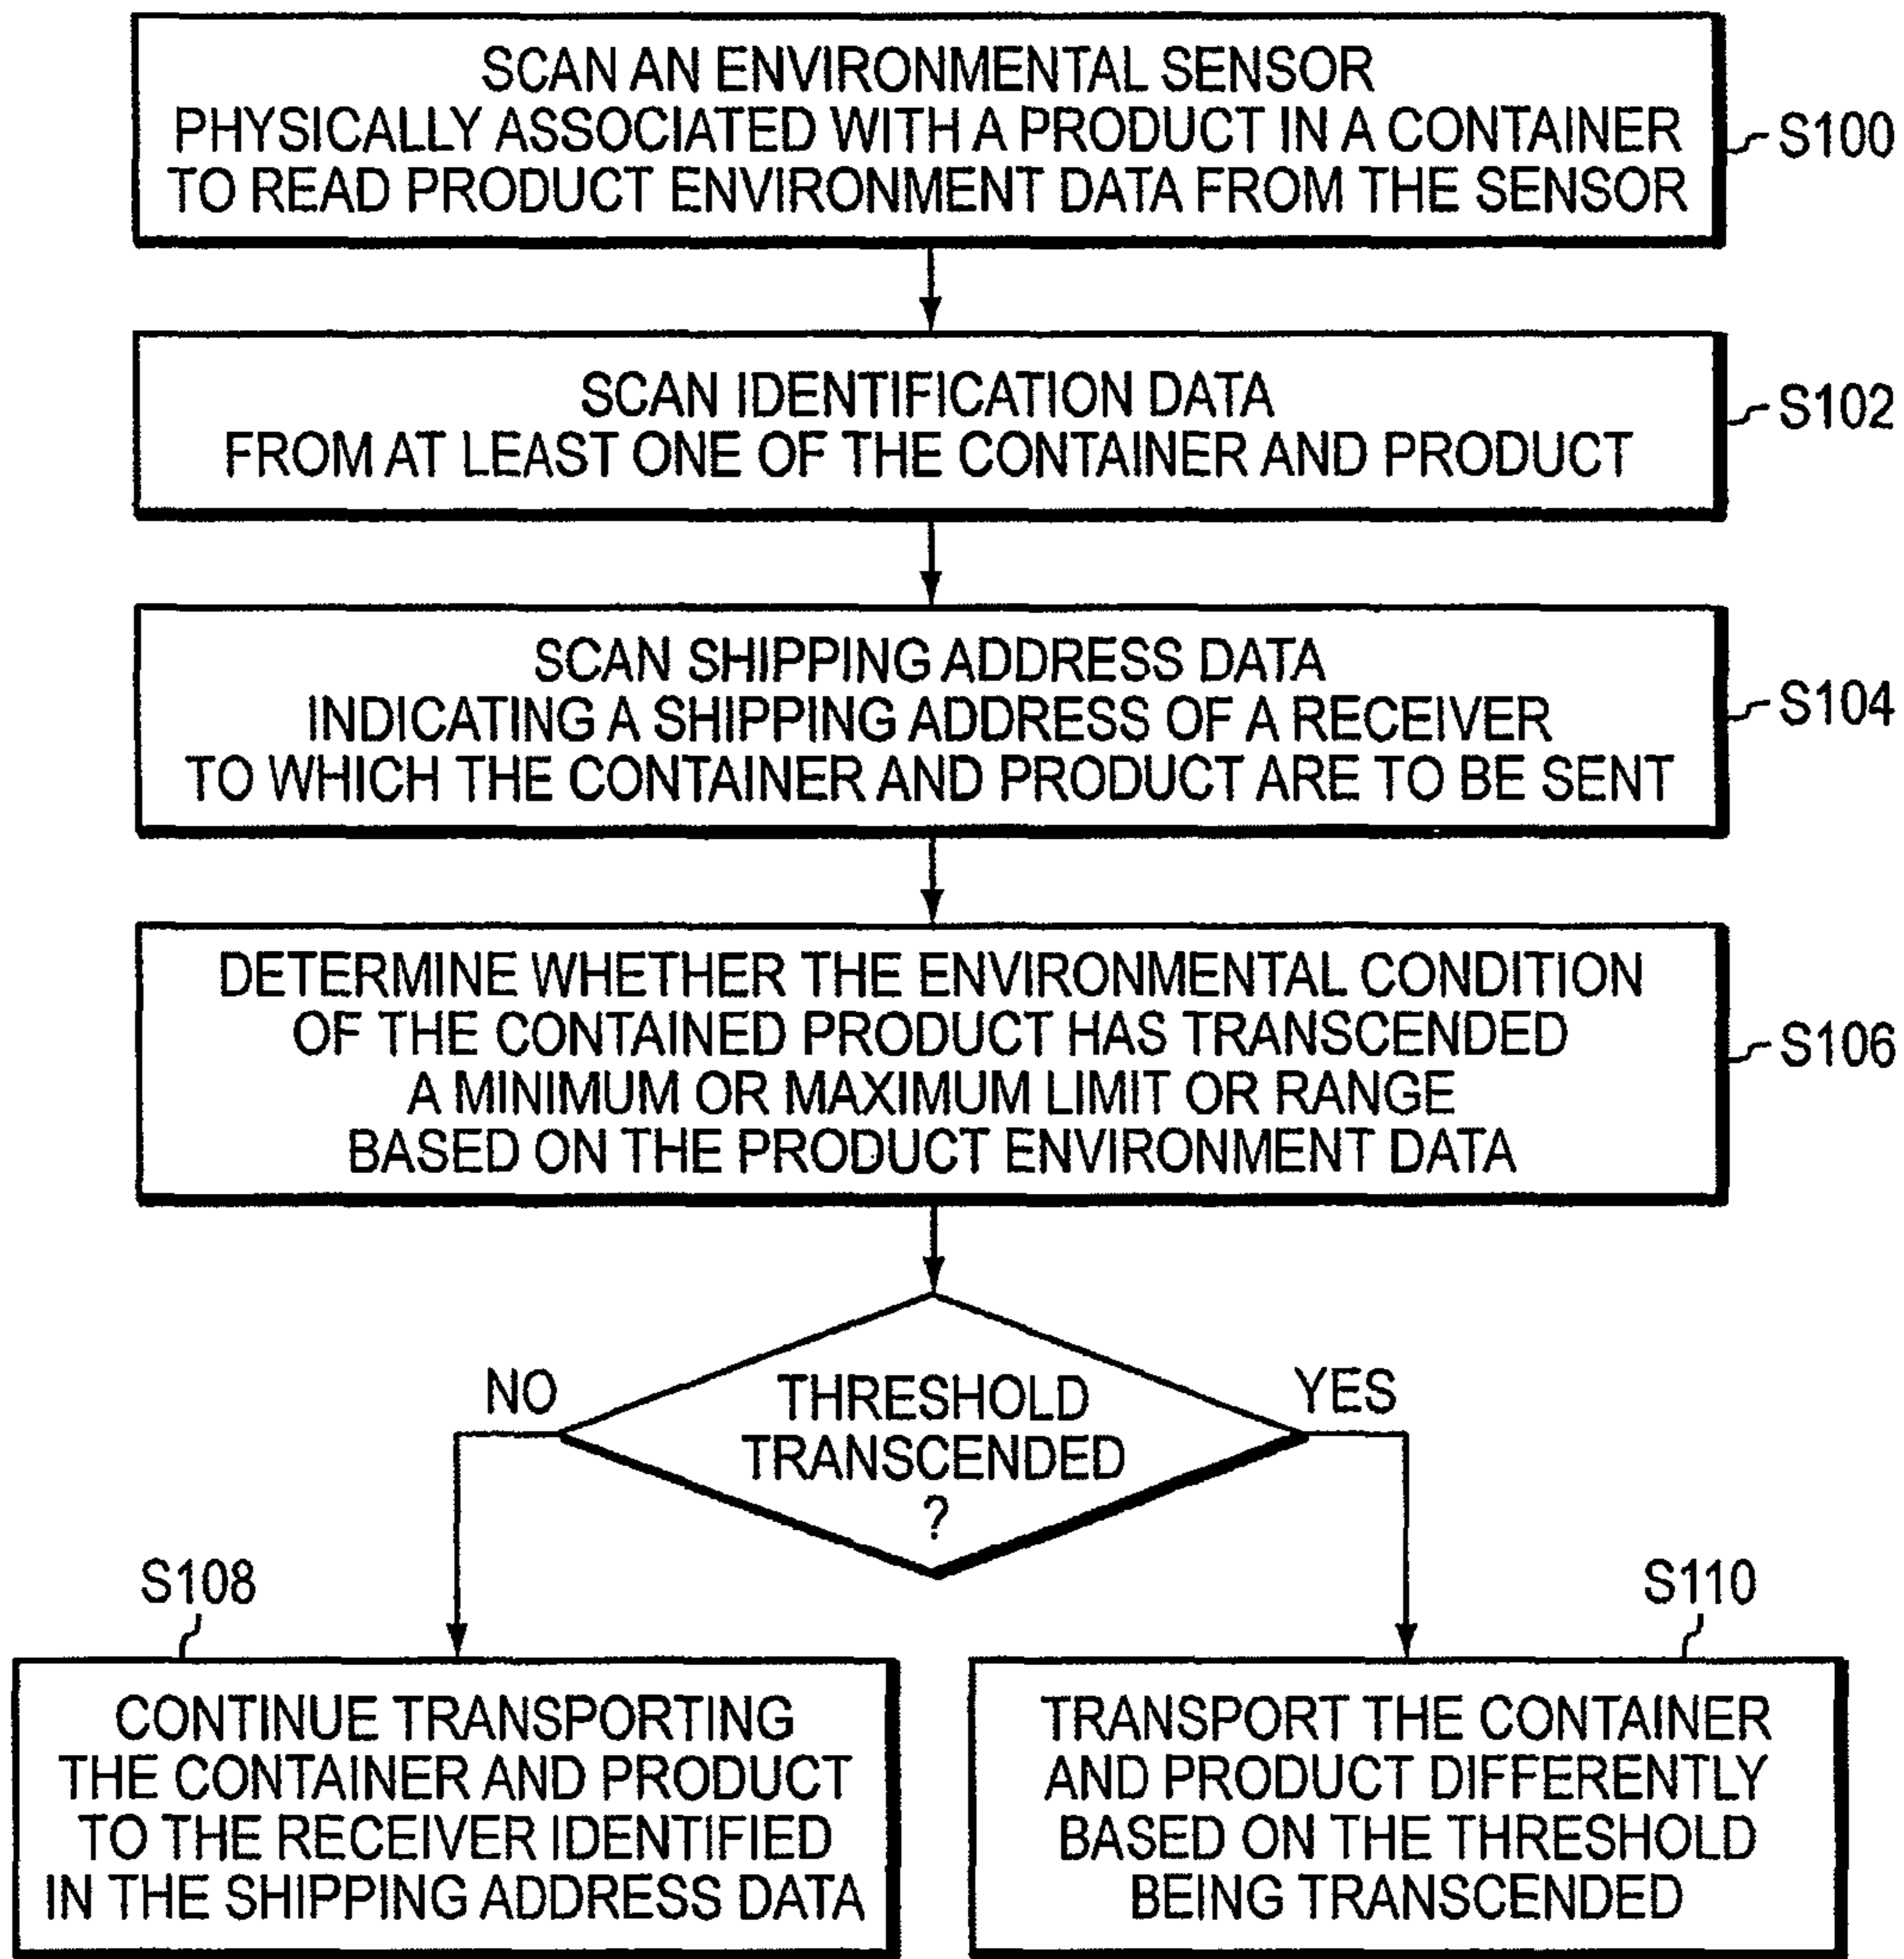 SCAN AN ENVIRONMENTAL SENSOR
PHYSICALLY ASSOCIATED WITH A PRODUCT IN A CONTAINER
TO READ PRODUCT ENVIRONMENT DATA FROM THE SENSOR
S100
SCAN IDENTIFICATION DATA
FROM AT LEAST ONE OF THE CONTAINER AND PRODUCT
S102
SCAN SHIPPING ADDRESS DATA
INDICATING A SHIPPING ADDRESS OF A RECEIVER
TO WHICH THE CONTAINER AND PRODUCT ARE TO BE SENT
S104
DETERMINE WHETHER THE ENVIRONMENTAL CONDITION
OF THE CONTAINED PRODUCT HAS TRANSCENDED
A MINIMUM OR MAXIMUM LIMIT OR RANGE
BASED ON THE PRODUCT ENVIRONMENT DATA
S106
NO
THRESHOLD
TRANSCENDED
?
YES
S108
CONTINUE TRANSPORTING
THE CONTAINER AND PRODUCT
TO THE RECEIVER IDENTIFIED
IN THE SHIPPING ADDRESS DATA
S110
TRANSPORT THE CONTAINER
AND PRODUCT DIFFERENTLY
BASED ON THE THRESHOLD
BEING TRANSCENDED